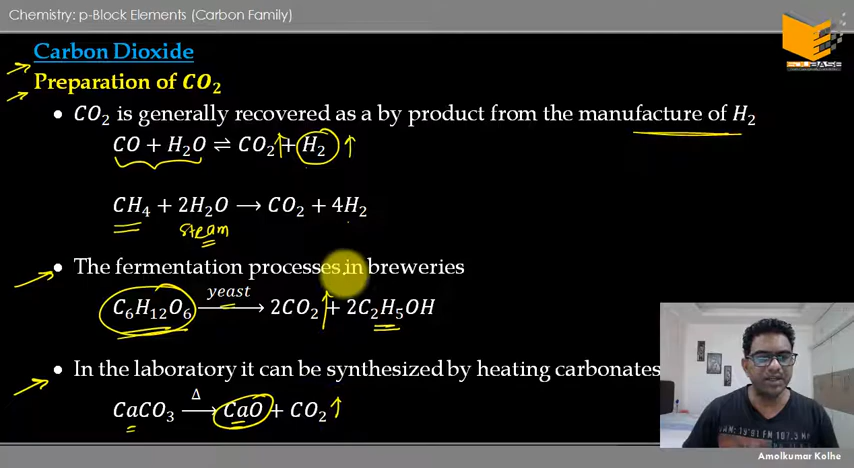 Chemistry: p-Block Elements (Carbon Family)
EDUBASE
Carbon Dioxide
Preparation of CO₂
• CO₂ is generally recovered as a by product from the manufacture of H₂
CO + H₂O ⇌ CO₂↑ + H₂ ↑
CH₄ + 2H₂O ⟶ CO₂ + 4H₂
steam
• The fermentation processes in breweries
C₆H₁₂O₆ ⟶ yeast 2CO₂↑ + 2C₂H₅OH
• In the laboratory it can be synthesized by heating carbonates
CaCO₃ ⟶ Δ CaO + CO₂↑
Amolkumar Kolhe